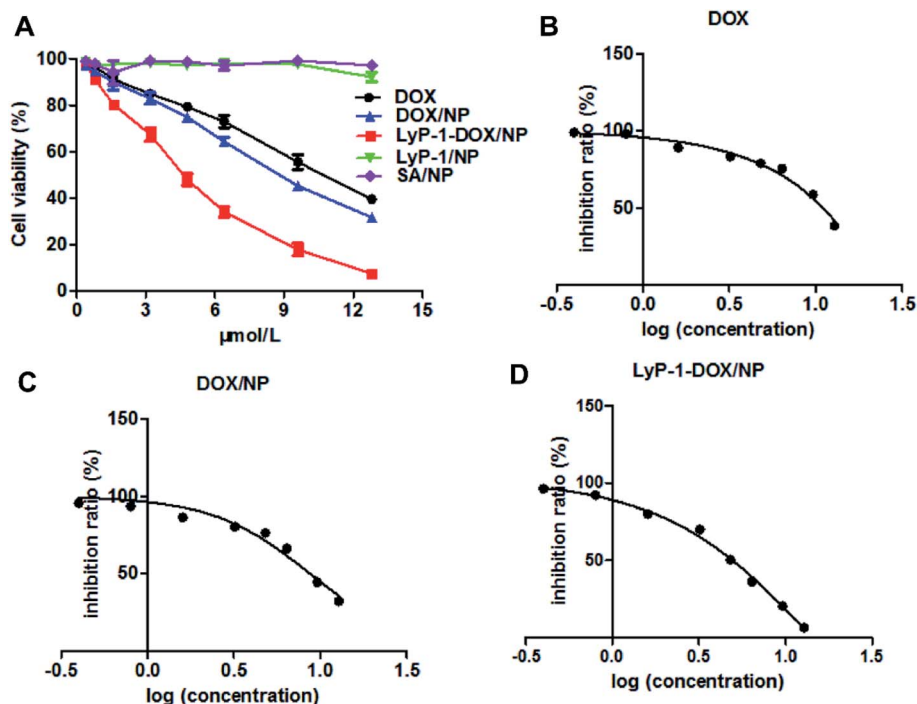 A
100
80
60
40
20
0
Cell viability (%)
0
3
6
9
12
15
µmol/L
DOX
DOX/NP
LyP-1-DOX/NP
LyP-1/NP
SA/NP
B
DOX
150
100
50
inhibition ratio (%)
-0.5
0.0
0.5
1.0
1.5
log (concentration)
C
DOX/NP
150
100
50
inhibition ratio (%)
-0.5
0.0
0.5
1.0
1.5
log (concentration)
D
LyP-1-DOX/NP
150
100
50
inhibition ratio (%)
-0.5
0.0
0.5
1.0
1.5
log (concentration)